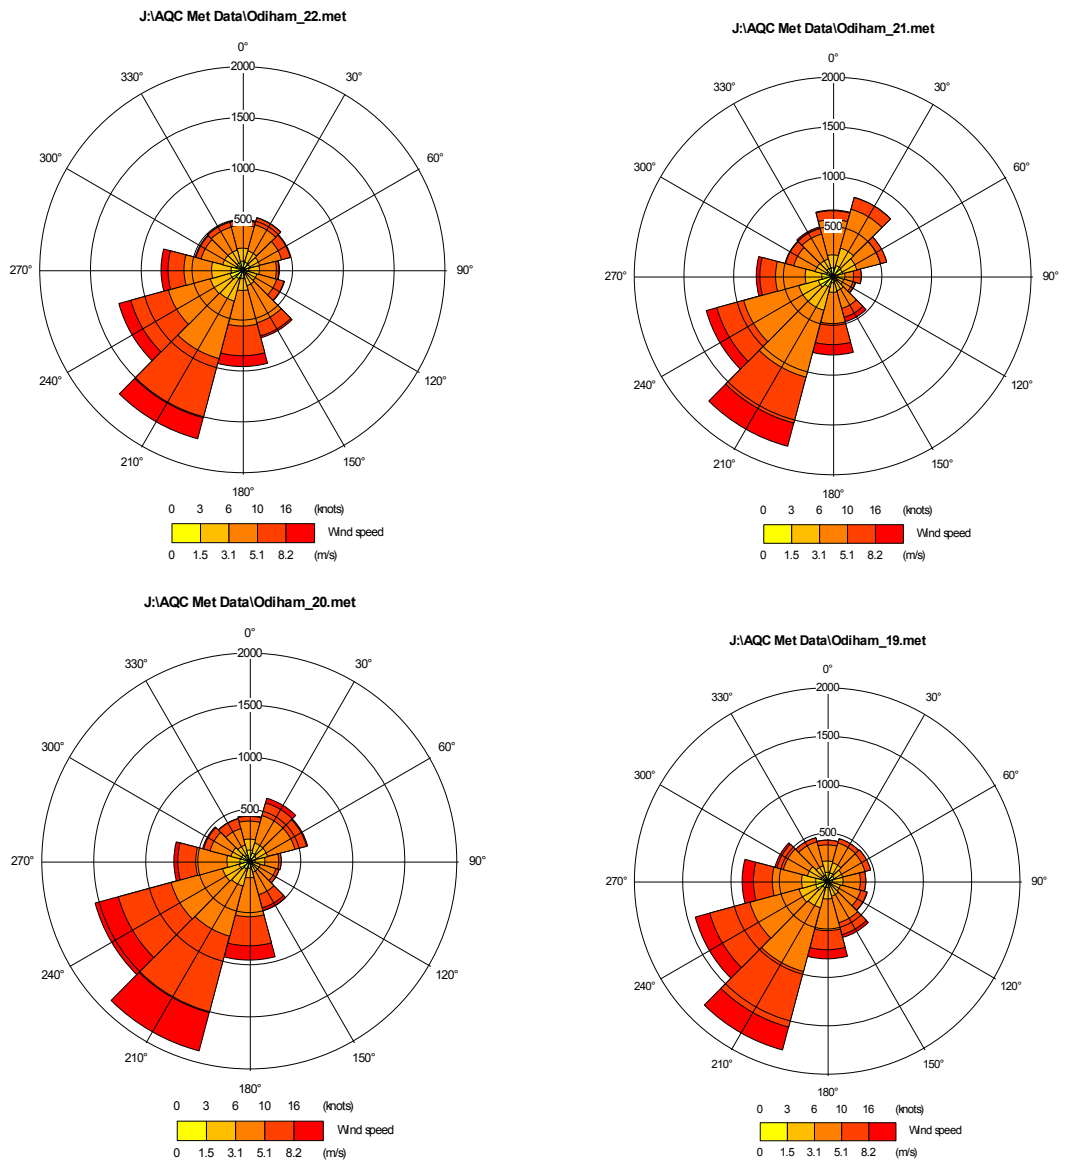 J:\AQC Met Data\Odiham_22.met
0°
330° 30°
300° 60°
270° 90°
240° 120°
210° 150°
180°
2000
1500
1000
500
0 3 6 10 16 (knots)
Wind speed
0 1.5 3.1 5.1 8.2 (m/s)
J:\AQC Met Data\Odiham_21.met
0°
330° 30°
300° 60°
270° 90°
240° 120°
210° 150°
180°
2000
1500
1000
500
0 3 6 10 16 (knots)
Wind speed
0 1.5 3.1 5.1 8.2 (m/s)
J:\AQC Met Data\Odiham_20.met
0°
330° 30°
300° 60°
270° 90°
240° 120°
210° 150°
180°
2000
1500
1000
500
0 3 6 10 16 (knots)
Wind speed
0 1.5 3.1 5.1 8.2 (m/s)
J:\AQC Met Data\Odiham_19.met
0°
330° 30°
300° 60°
270° 90°
240° 120°
210° 150°
180°
2000
1500
1000
500
0 3 6 10 16 (knots)
Wind speed
0 1.5 3.1 5.1 8.2 (m/s)